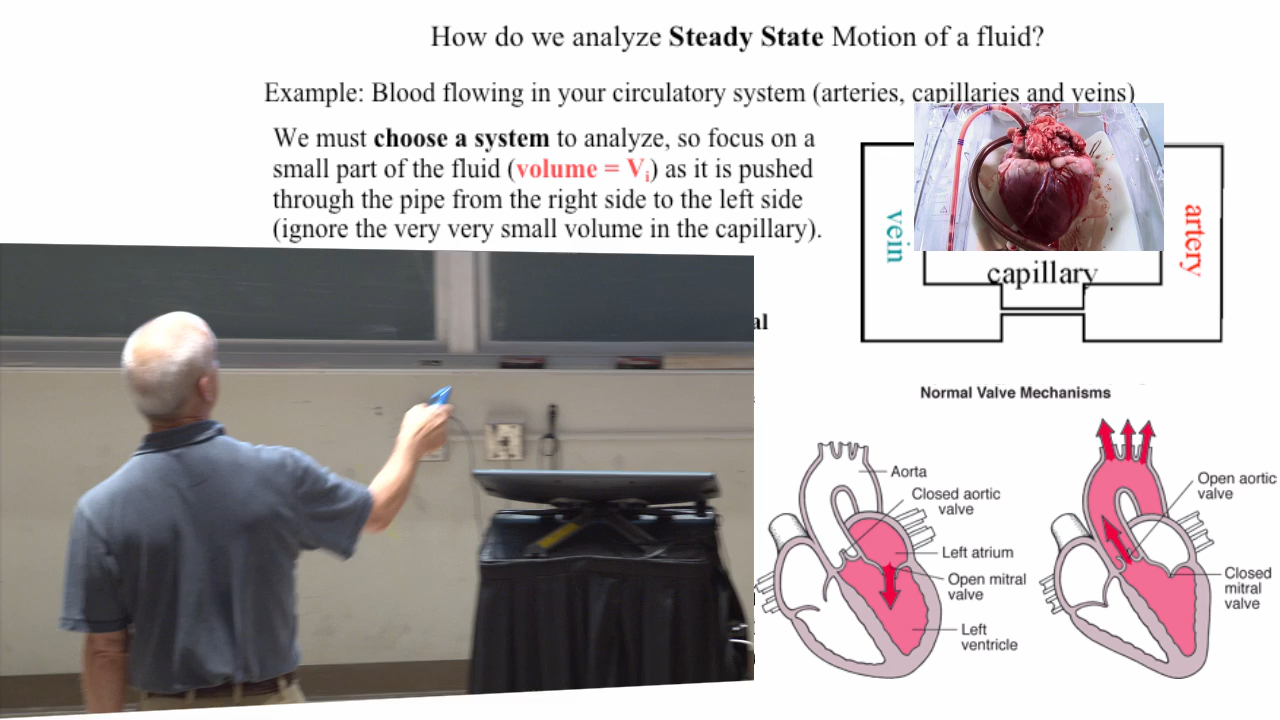 How do we analyze Steady State Motion of a fluid?
Example: Blood flowing in your circulatory system (arteries, capillaries and veins)
We must choose a system to analyze, so focus on a
small part of the fluid (volume = Vi) as it is pushed
through the pipe from the right side to the left side
(ignore the very very small volume in the capillary).
vein
artery
capillary
al
Normal Valve Mechanisms
Aorta
Closed aortic
valve
Left atrium
Open mitral
valve
Left
ventricle
Open aortic
valve
Closed
mitral
valve